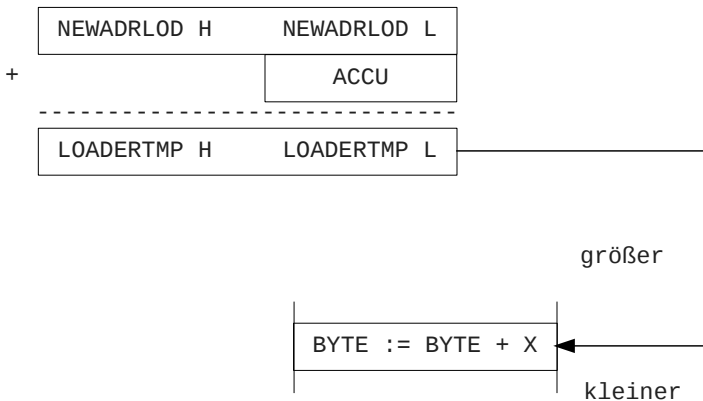 NEWADRLOD H NEWADRLOD L
+ ACCU
LOADERTMP H LOADERTMP L
größer
BYTE := BYTE + X
kleiner